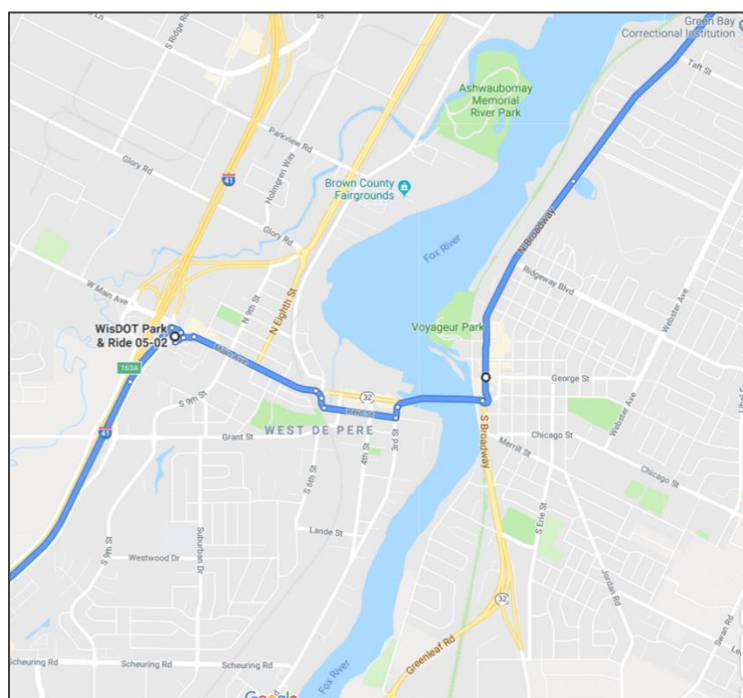 Green Bay
Correctional Institution
S Ridge Rd
Taft St
Ashwaubomay
Memorial
River Park
Parkview Rd
Holmgren Way
Glory Rd
41
Brown County
Fairgrounds
Glory Rd
Fox River
N Broadway
Ridgeway Blvd
Webster Ave
W Main Ave
N 9th St
N Eighth St
WisDOT Park
& Ride 05-02
Voyageur Park
163A
George St
32
S 9th St
Webster Ave
41
Grant St
WEST DE PERE
3rd St
4th St
S 6th St
S Broadway
Merrill St
Chicago St
Chicago St
Lande St
S Erie St
Westwood Dr
S 9th St
Suburban Dr
Jordan Rd
32
Swan Rd
Greenleaf Rd
Scheuring Rd
Scheuring Rd
Scheuring Rd
Fox River
Google